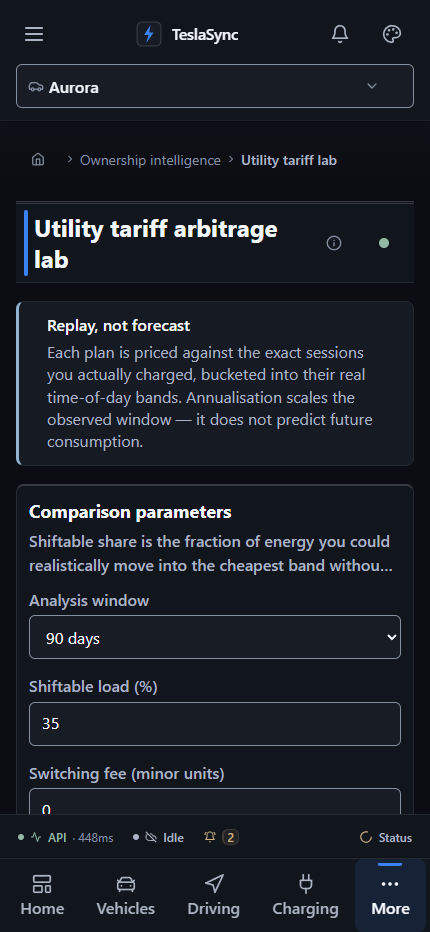 TeslaSync
Aurora
Ownership intelligence
Utility tariff lab
Utility tariff arbitrage
lab
Replay, not forecast
Each plan is priced against the exact sessions
you actually charged, bucketed into their real
time-of-day bands. Annualisation scales the
observed window — it does not predict future
consumption.
Comparison parameters
Shiftable share is the fraction of energy you could
realistically move into the cheapest band withou...
Analysis window
90 days
Shiftable load (%)
35
Switching fee (minor units)
0
API · 448ms
Idle
2
Status
Home
Vehicles
Driving
Charging
More